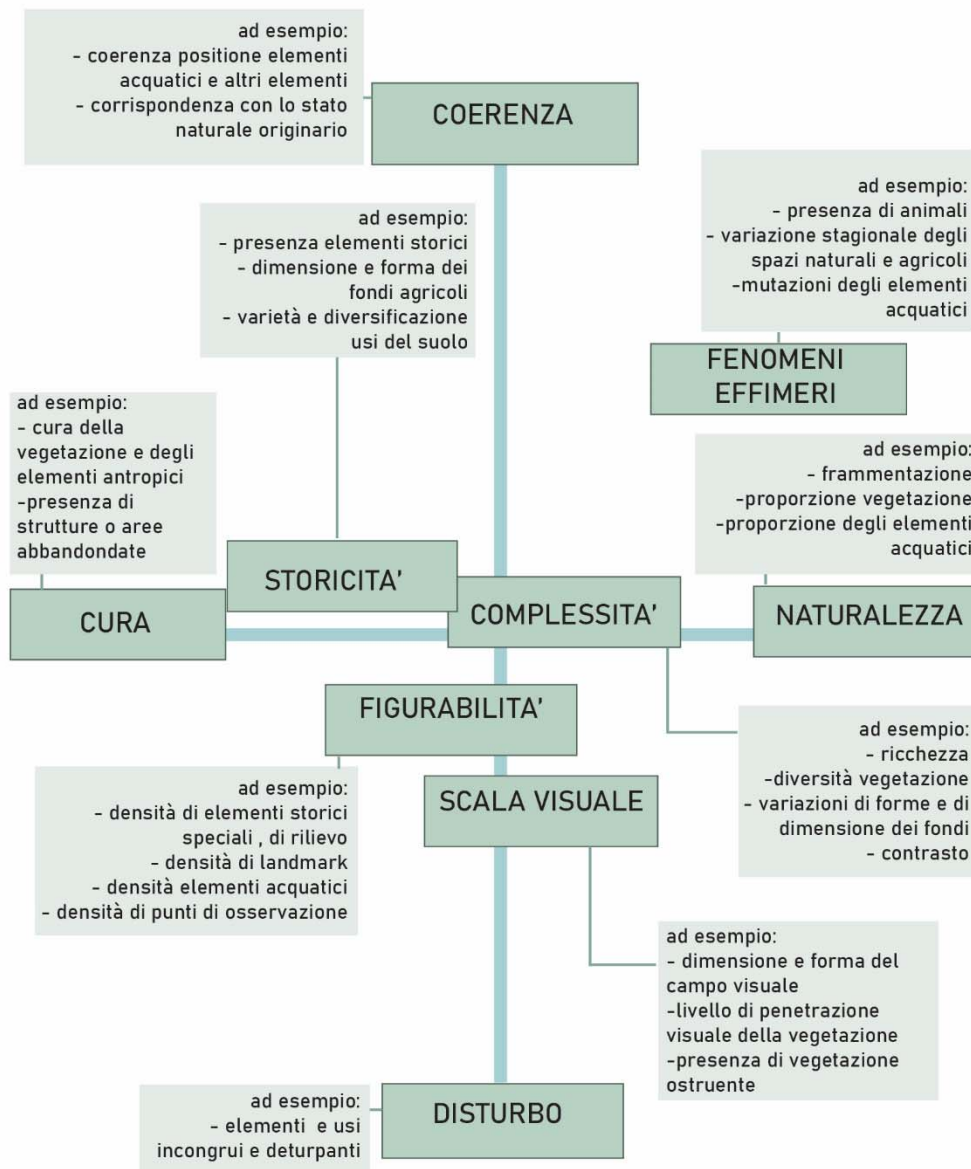 ad esempio:
- coerenza positione elementi
acquatici e altri elementi
- corrispondenza con lo stato
naturale originario
COERENZA
ad esempio:
- presenza di animali
- variazione stagionale degli
spazi naturali e agricoli
-mutazioni degli elementi
acquatici
FENOMENI
EFFIMERI
ad esempio:
- presenza elementi storici
- dimensione e forma dei
fondi agricoli
- varietà e diversificazione
usi del suolo
ad esempio:
- cura della
vegetazione e degli
elementi antropici
-presenza di
strutture o aree
abbandondate
ad esempio:
- frammentazione
-proporzione vegetazione
-proporzione degli elementi
acquatici
STORICITA'
CURA
COMPLESSITA'
NATURALEZZA
FIGURABILITA'
ad esempio:
- ricchezza
-diversità vegetazione
- variazioni di forme e di
dimensione dei fondi
- contrasto
ad esempio:
- densità di elementi storici
speciali , di rilievo
- densità di landmark
- densità elementi acquatici
- densità di punti di osservazione
SCALA VISUALE
ad esempio:
- dimensione e forma del
campo visuale
-livello di penetrazione
visuale della vegetazione
-presenza di vegetazione
ostruente
ad esempio:
- elementi e usi
incongrui e deturpanti
DISTURBO